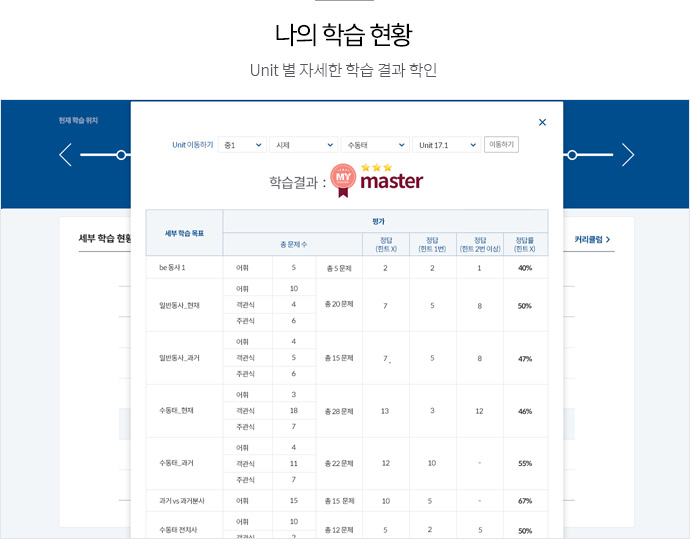 나의 학습 현황
Unit 별 자세한 학습 결과 학인
현재 학습 위치
Unit 이동하기 중1 시제 수동태 Unit 17.1 이동하기
학습결과 : MY master
세부 학습 현황
커리큘럼
세부 학습 목표 평가
총 문제 수 정답 (힌트 X) 정답 (힌트 1번) 정답 (힌트 2번 이상) 정답률 (힌트 X)
be 동사 1 어휘 5 총 5 문제 2 2 1 40%
어휘 10
일반동사_현재 객관식 4 총 20 문제 7 5 8 50%
주관식 6
어휘 4
일반동사_과거 객관식 5 총 15 문제 7 5 8 47%
주관식 6
어휘 3
수동태_현재 객관식 18 총 28 문제 13 3 12 46%
주관식 7
어휘 4
수동태_과거 객관식 11 총 22 문제 12 10 - 55%
주관식 7
과거 vs 과거분사 어휘 15 총 15 문제 10 5 - 67%
어휘 10
수동태 전치사 총 12 문제 5 2 5 50%
객관식 2